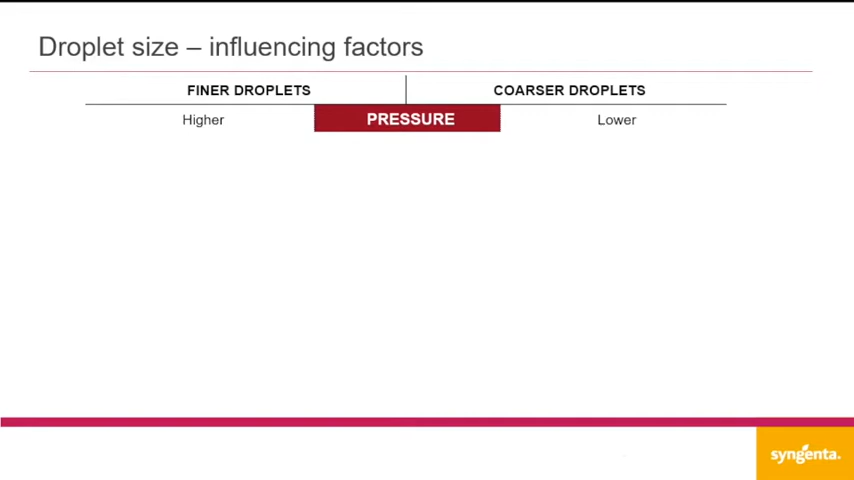 Droplet size – influencing factors
FINER DROPLETS COARSER DROPLETS
Higher PRESSURE Lower
syngenta.